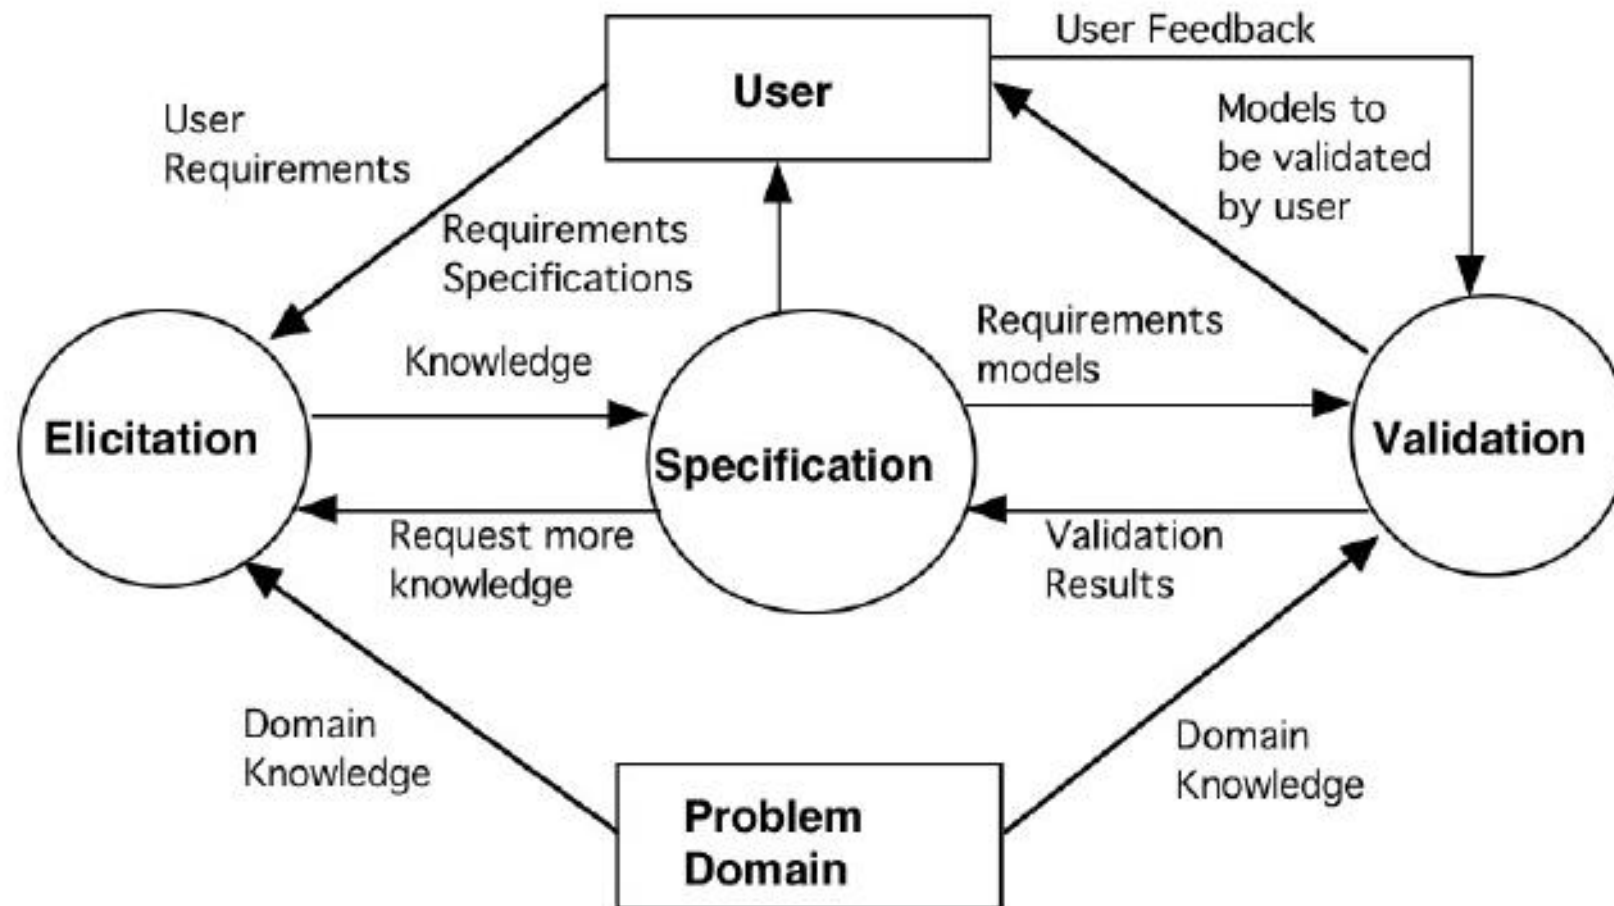 User Feedback
User
Models to
be validated
by user
User
Requirements
Requirements
Specifications
Requirements
models
Knowledge
Elicitation
Specification
Validation
Request more
knowledge
Validation
Results
Domain
Knowledge
Domain
Knowledge
Problem
Domain